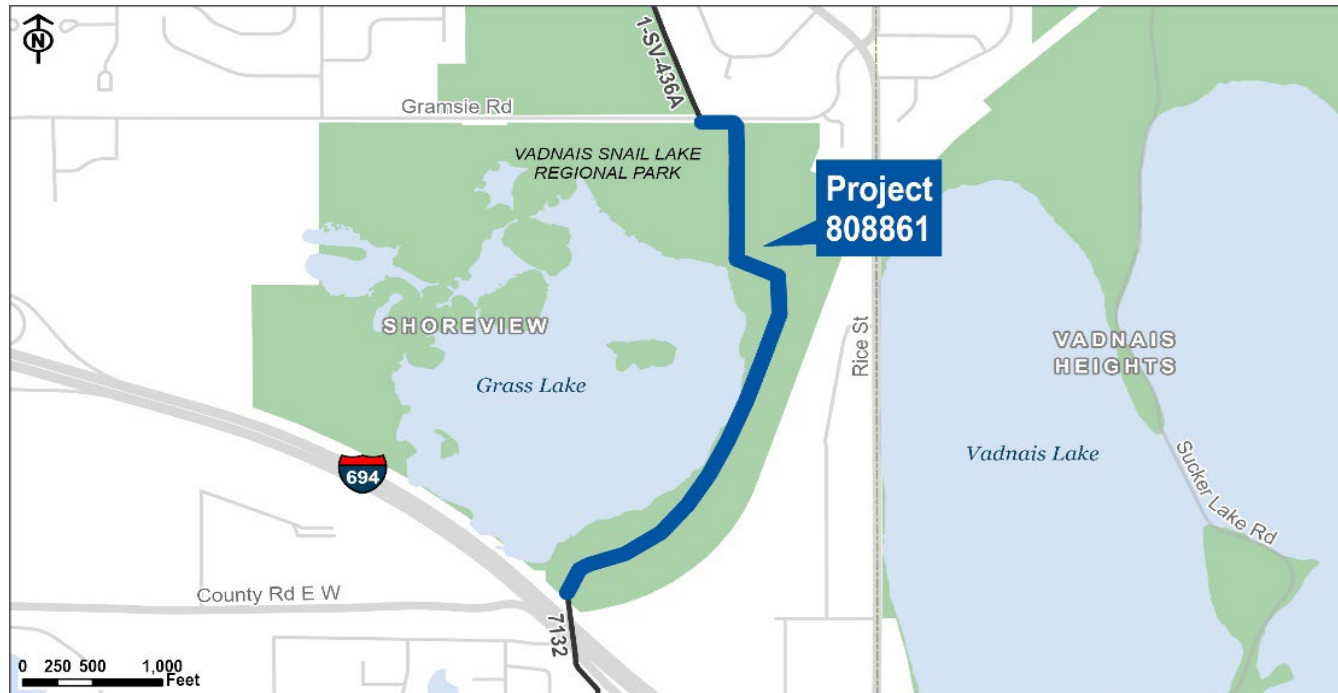 N
1-SV-436A
Gramsie Rd
VADNAIS SNAIL LAKE
REGIONAL PARK
Project
808861
SHOREVIEW
Grass Lake
Rice St
VADNAIS
HEIGHTS
Vadnais Lake
Sucker Lake Rd
694
County Rd E W
7132
0 250 500 1,000
Feet